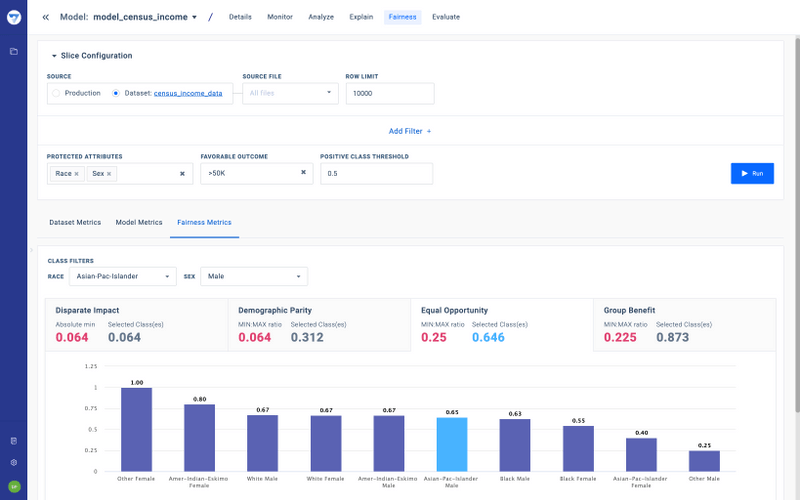 Model: model_census_income / Details Monitor Analyze Explain Fairness Evaluate
Slice Configuration
SOURCE SOURCE FILE ROW LIMIT
Production Dataset: census_income_data All files 10000
Add Filter +
PROTECTED ATTRIBUTES FAVORABLE OUTCOME POSITIVE CLASS THRESHOLD
Race × Sex × × >50K × 0.5 Run
Dataset Metrics Model Metrics Fairness Metrics
CLASS FILTERS
RACE Asian-Pac-Islander SEX Male
Disparate Impact Demographic Parity Equal Opportunity Group Benefit
Absolute min Selected Class(es) MIN:MAX ratio Selected Class(es) MIN:MAX ratio Selected Class(es) MIN:MAX ratio Selected Class(es)
0.064 0.064 0.064 0.312 0.25 0.646 0.225 0.873
1.25
1
0.75
0.5
0.25
0
1.00 0.80 0.67 0.67 0.67 0.65 0.63 0.55 0.40 0.25
Other Female Amer-Indian-Eskimo White Male White Female Amer-Indian-Eskimo Asian-Pac-Islander Black Male Black Female Asian-Pac-Islander Other Male
Female Male Male Female